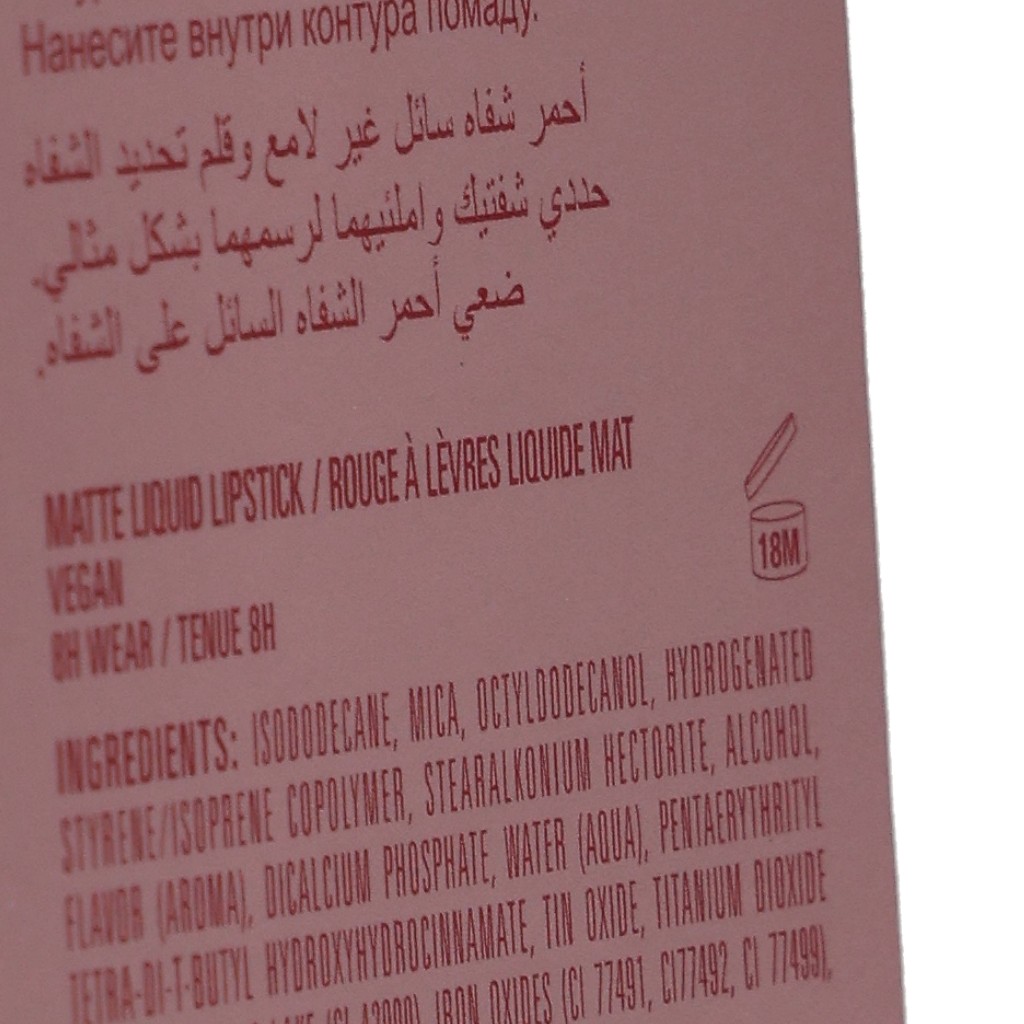 Нанесите внутри контура помаду.
أحمر شفاه سائل غير لامع وقلم تحديد الشفاه
حددي شفتيك واملئيهما لرسمهما بشكل مثالي.
ضعي أحمر الشفاه السائل على الشفاه.
MATTE LIQUID LIPSTICK / ROUGE À LÈVRES LIQUIDE MAT
VEGAN
8H WEAR / TENUE 8H
18M
INGREDIENTS: ISODODECANE, MICA, OCTYLDODECANOL, HYDROGENATED
STYRENE/ISOPRENE COPOLYMER, STEARALKONIUM HECTORITE, ALCOHOL,
FLAVOR (AROMA), DICALCIUM PHOSPHATE, WATER (AQUA), PENTAERYTHRITYL
TETRA-DI-T-BUTYL HYDROXYHYDROCINNAMATE, TIN OXIDE, TITANIUM DIOXIDE
IRON OXIDES (CI 77491, CI77492, CI 77499),